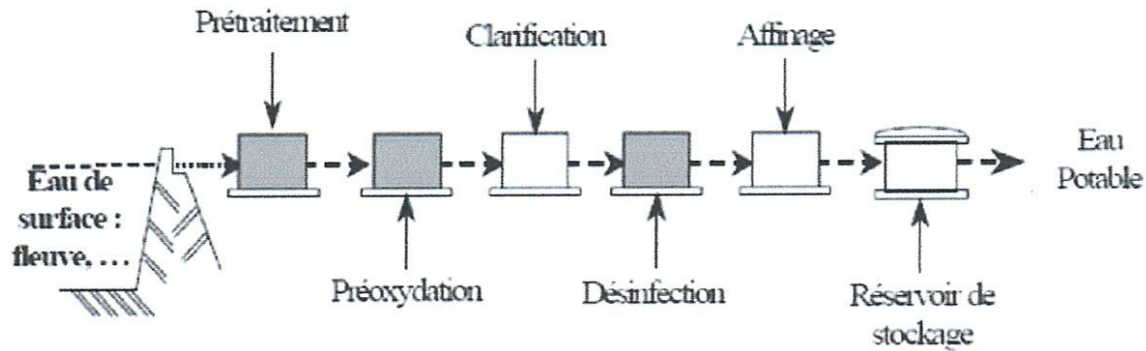 Prétraitement
Clarification
Affinage
Eau de
surface :
fleuve, ...
Eau
Potable
Préoxydation
Désinfection
Réservoir de
stockage